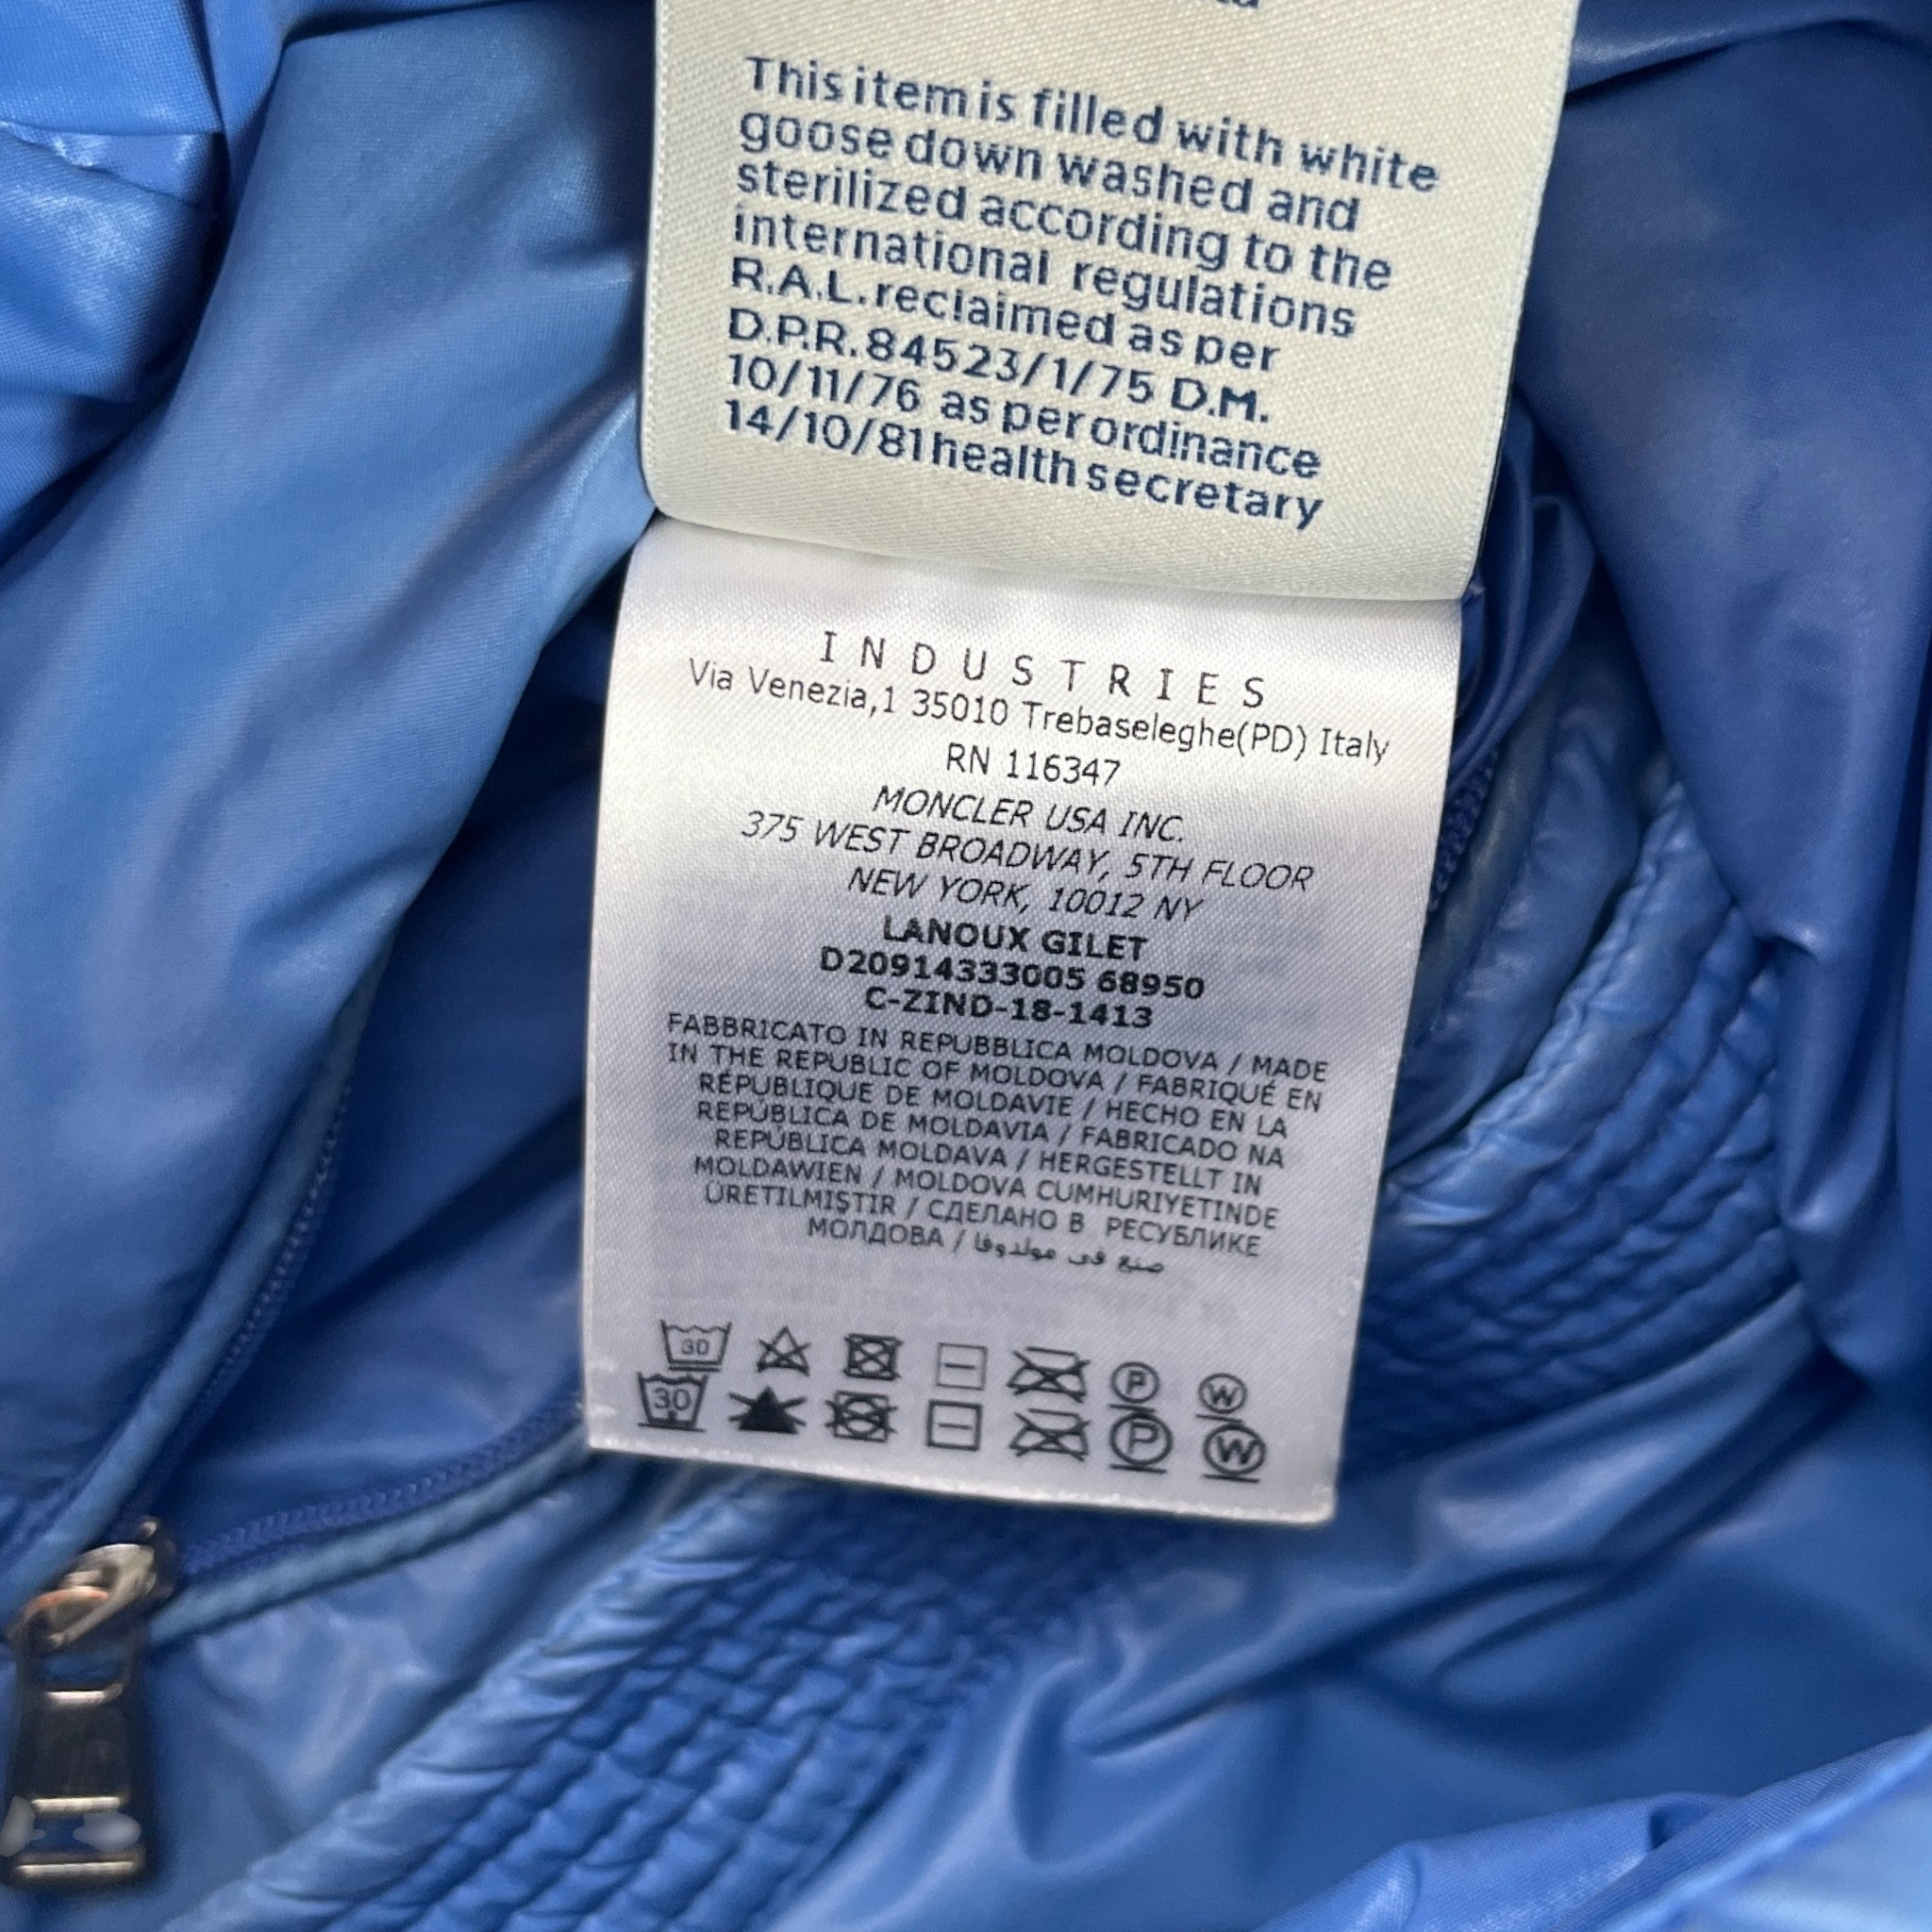 This item is filled with white
goose down washed and
sterilized according to the
international regulations
R.A.L. reclaimed as per
D.P.R. 84523/1/75 D.M.
10/11/76 as per ordinance
14/10/81 health secretary
INDUSTRIES
Via Venezia,1 35010 Trebaseleghe(PD) Italy
RN 116347
MONCLER USA INC.
375 WEST BROADWAY, 5TH FLOOR
NEW YORK, 10012 NY
LANOUX GILET
D20914333005 68950
C-ZIND-18-1413
FABBRICATO IN REPUBBLICA MOLDOVA / MADE
IN THE REPUBLIC OF MOLDOVA / FABRIQUÉ EN
RÉPUBLIQUE DE MOLDAVIE / HECHO EN LA
REPÚBLICA DE MOLDAVIA / FABRICADO NA
REPÚBLICA MOLDAVA / HERGESTELLT IN
MOLDAWIEN / MOLDOVA CUMHURIYETINDE
ÜRETILMIŞTIR / СДЕЛАНО В РЕСУБЛИКЕ
МОЛДОВА / صنع في مولدوفا
30 P W
30 P W